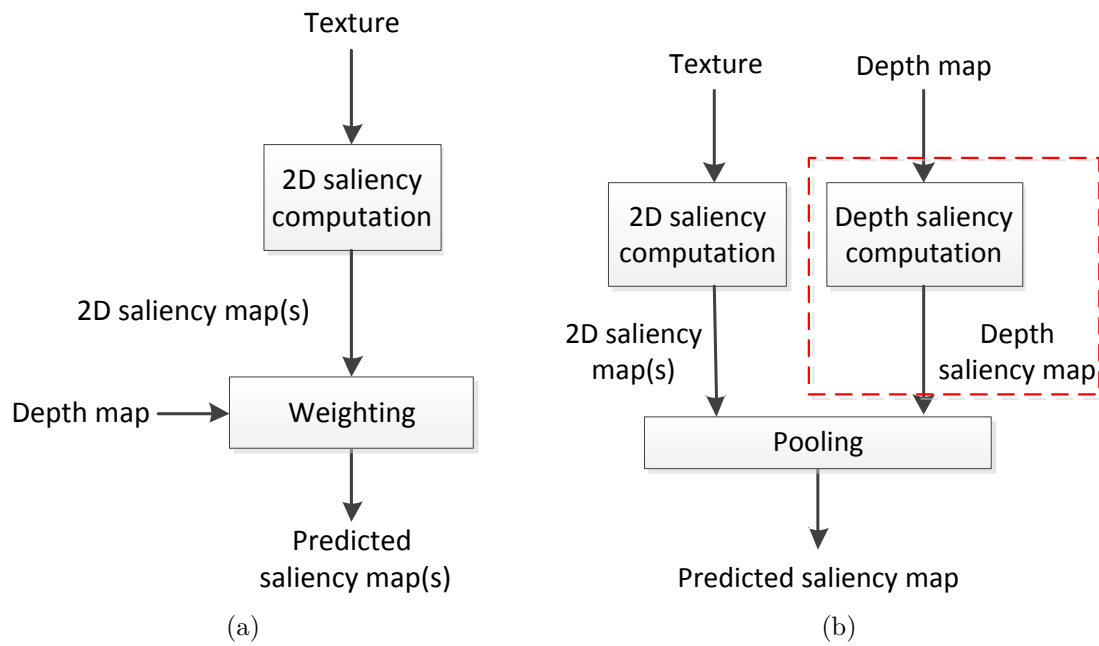 Texture
2D saliency
computation
2D saliency map(s)
Depth map
Weighting
Predicted
saliency map(s)
(a)
Texture
Depth map
2D saliency
computation
Depth saliency
computation
2D saliency
map(s)
Depth
saliency map
Pooling
Predicted saliency map
(b)